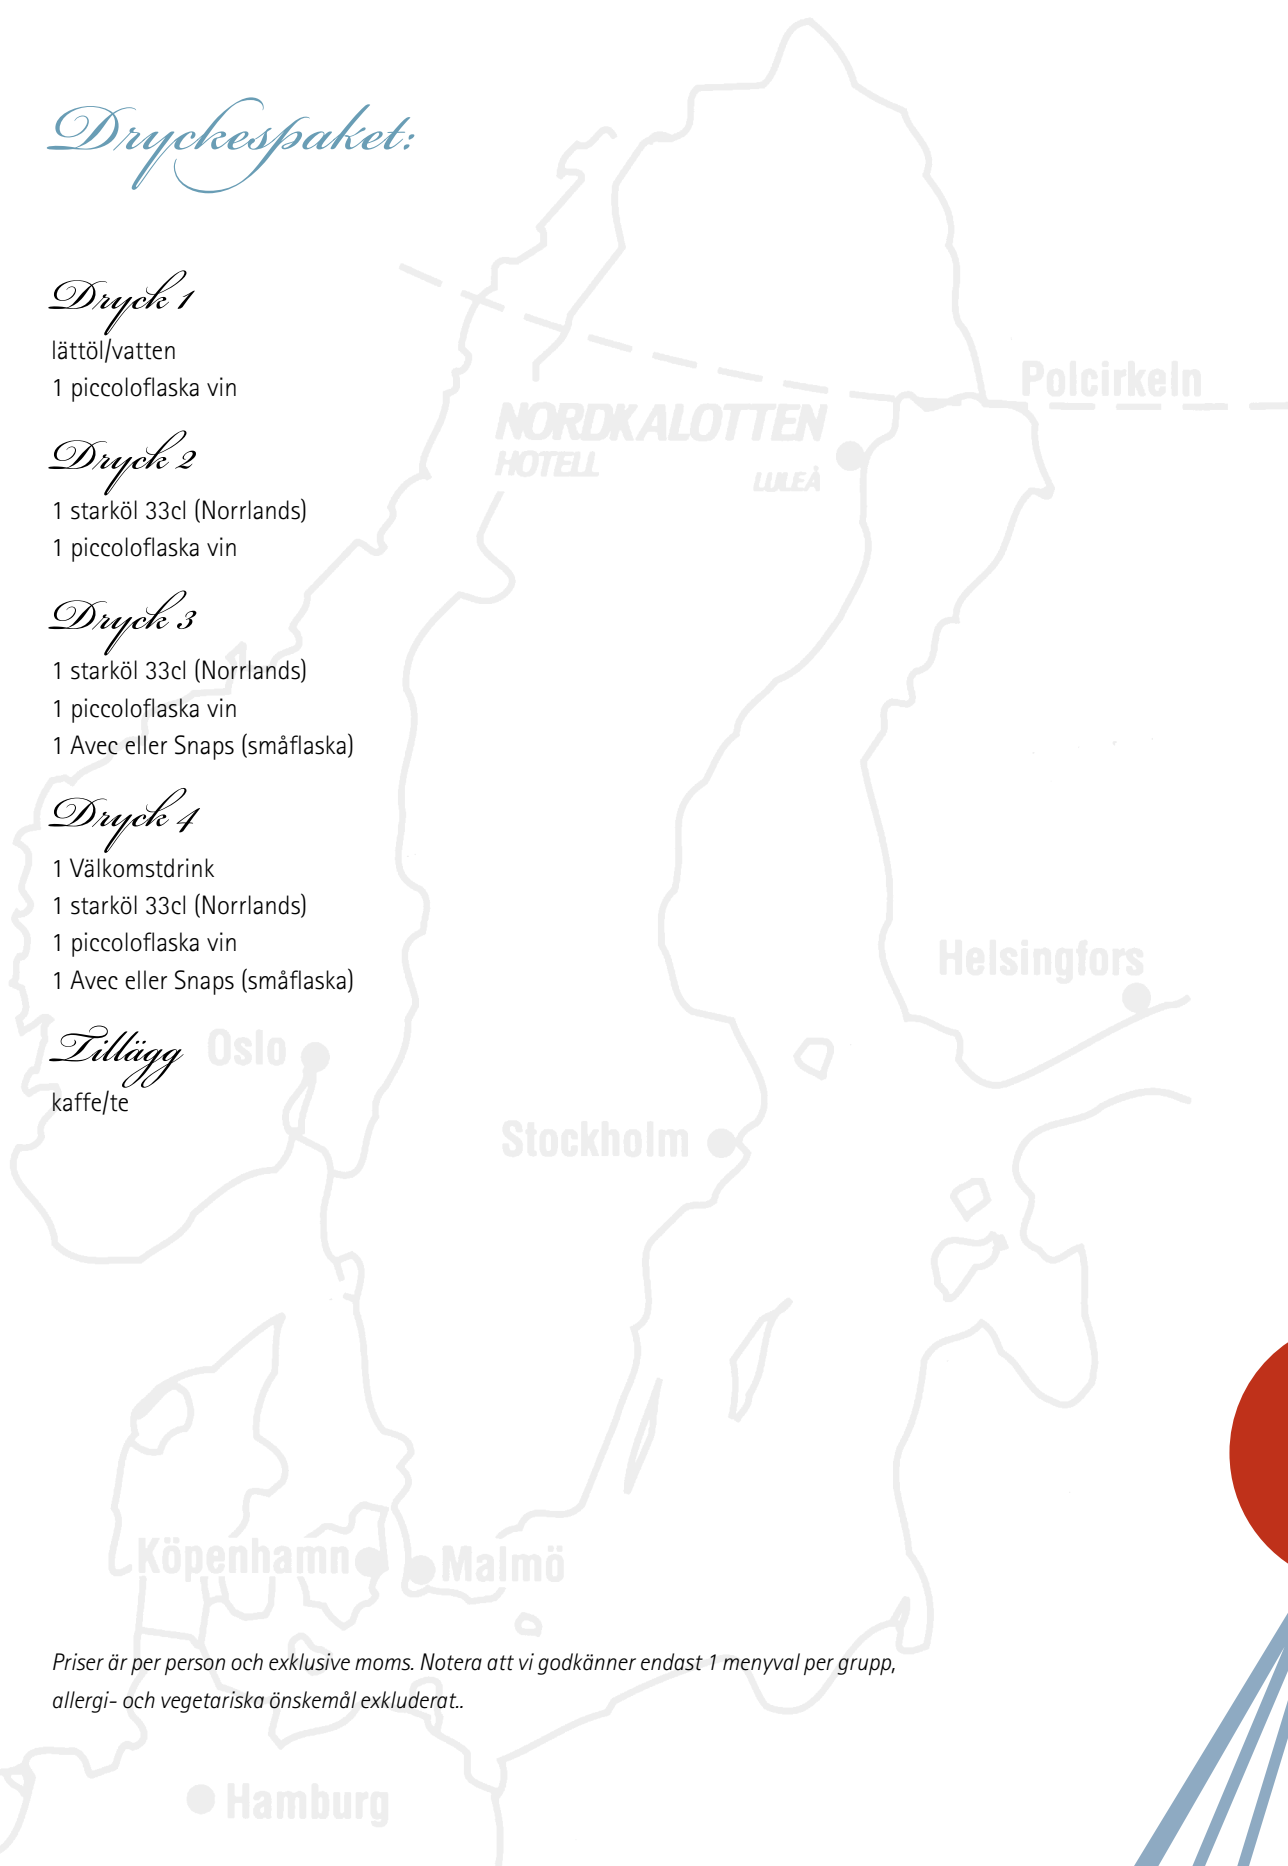 Dryckespaket:
Dryck 1
lättöl/vatten
1 piccoloflaska vin
Dryck 2
1 starköl 33cl (Norrlands)
1 piccoloflaska vin
Dryck 3
1 starköl 33cl (Norrlands)
1 piccoloflaska vin
1 Avec eller Snaps (småflaska)
Dryck 4
1 Välkomstdrink
1 starköl 33cl (Norrlands)
1 piccoloflaska vin
1 Avec eller Snaps (småflaska)
Tillägg
kaffe/te
Polcirkeln
NORDKALOTTEN
HOTELL
LULEÅ
Helsingfors
Oslo
Stockholm
Köpenhamn
Malmö
Priser är per person och exklusive moms. Notera att vi godkänner endast 1 menyval per grupp,
allergi- och vegetariska önskemål exkluderat..
Hamburg